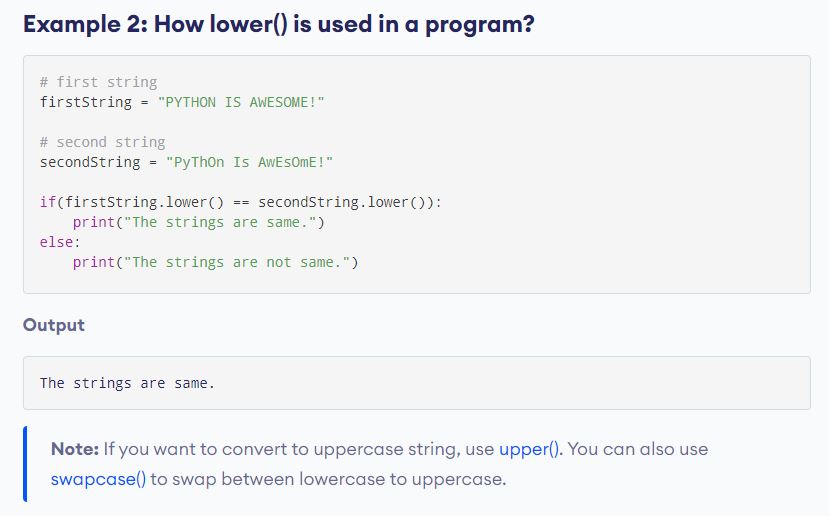 Example 2: How lower() is used in a program?
# first string
firstString = "PYTHON IS AWESOME!"
# second string
secondString = "PyThOn Is AwEsOmE!"
if(firstString.lower() == secondString.lower()):
    print("The strings are same.")
else:
    print("The strings are not same.")
Output
The strings are same.
Note: If you want to convert to uppercase string, use upper(). You can also use
swapcase() to swap between lowercase to uppercase.